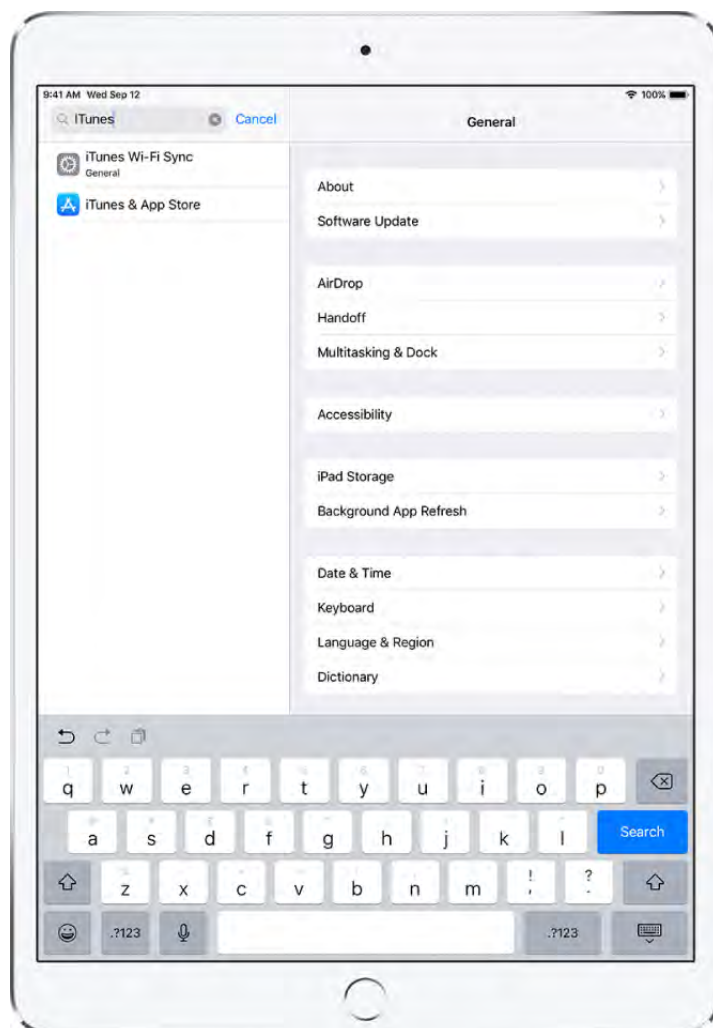 9:41 AM Wed Sep 12
100%
ITunes
Cancel
General
iTunes Wi-Fi Sync
General
iTunes & App Store
About
Software Update
AirDrop
Handoff
Multitasking & Dock
Accessibility
iPad Storage
Background App Refresh
Date & Time
Keyboard
Language & Region
Dictionary
q w e r t y u i o p
a s d f g h j k l Search
z x c v b n m ! , ? .
.?123 .?123